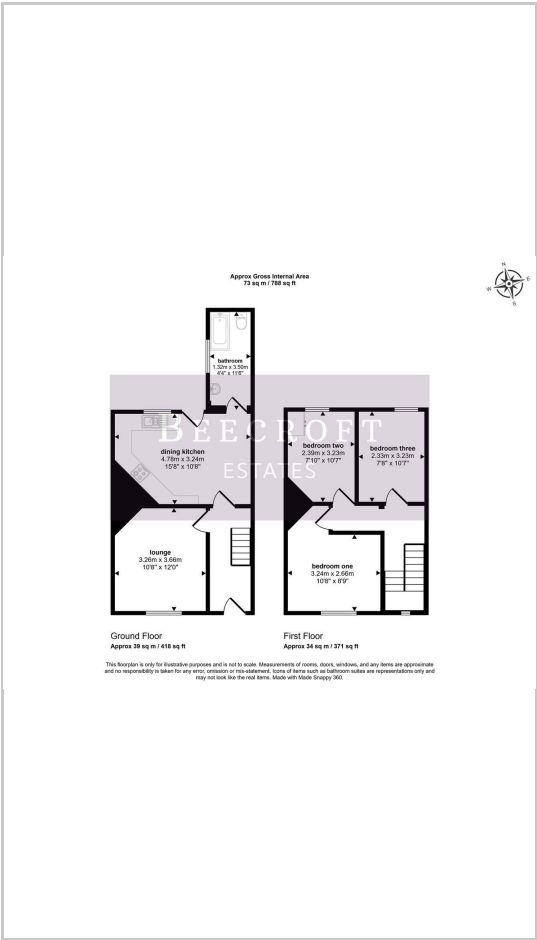 Approx Gross Internal Area
73 sq m / 788 sq ft
N
E
S
W
bathroom
1.32m x 3.50m
4'4" x 11'6"
BEECROFT
ESTATES
dining kitchen
4.78m x 3.24m
15'8" x 10'8"
bedroom two
2.39m x 3.23m
7'10" x 10'7"
bedroom three
2.33m x 3.23m
7'8" x 10'7"
lounge
3.26m x 3.66m
10'8" x 12'0"
bedroom one
3.24m x 2.66m
10'8" x 8'9"
Ground Floor
Approx 39 sq m / 418 sq ft
First Floor
Approx 34 sq m / 371 sq ft
This floorplan is only for illustrative purposes and is not to scale. Measurements of rooms, doors, windows, and any items are approximate
and no responsibility is taken for any error, omission or mis-statement. Icons of items such as bathroom suites are representations only and
may not look like the real items. Made with Made Snappy 360.